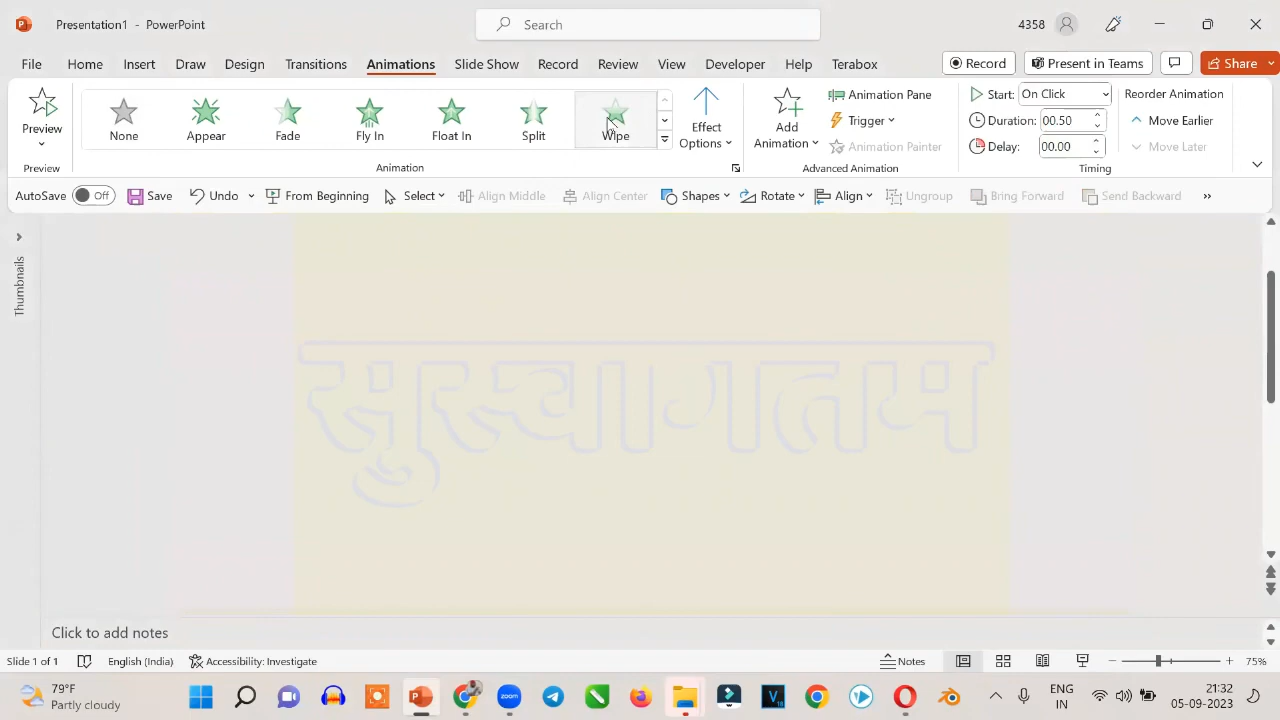 Presentation1 - PowerPoint
Search
4358
File Home Insert Draw Design Transitions Animations Slide Show Record Review View Developer Help Terabox
Record
Present in Teams
Share
Preview
None Appear Fade Fly In Float In Split Wipe
Effect
Options
Add
Animation
Animation Pane
Trigger
Animation Painter
Start: On Click
Duration: 00.50
Delay: 00.00
Reorder Animation
Move Earlier
Move Later
Preview
Animation
Advanced Animation
Timing
AutoSave Off Save Undo From Beginning Select Align Middle Align Center Shapes Rotate Align Ungroup Bring Forward Send Backward »
Thumbnails
सुस्वागतम
Click to add notes
Slide 1 of 1 English (India) Accessibility: Investigate Notes 75%
79°F
Partly cloudy
zoom
ENG
IN
21:32
05-09-2023